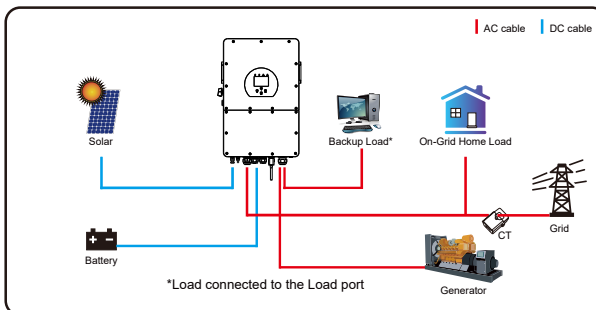 AC cable
DC cable
Solar
Backup Load*
On-Grid Home Load
CT
Grid
Battery
*Load connected to the Load port
Generator